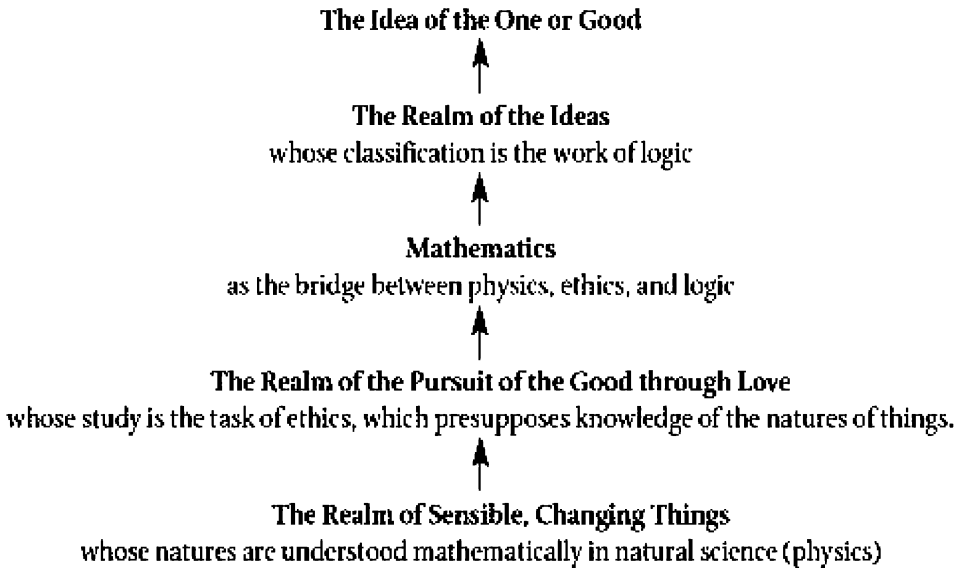 The Idea of the One or Good
The Realm of the Ideas
whose classification is the work of logic
Mathematics
as the bridge between physics, ethics, and logic
The Realm of the Pursuit of the Good through Love
whose study is the task of ethics, which presupposes knowledge of the natures of things.
The Realm of Sensible, Changing Things
whose natures are understood mathematically in natural science (physics)